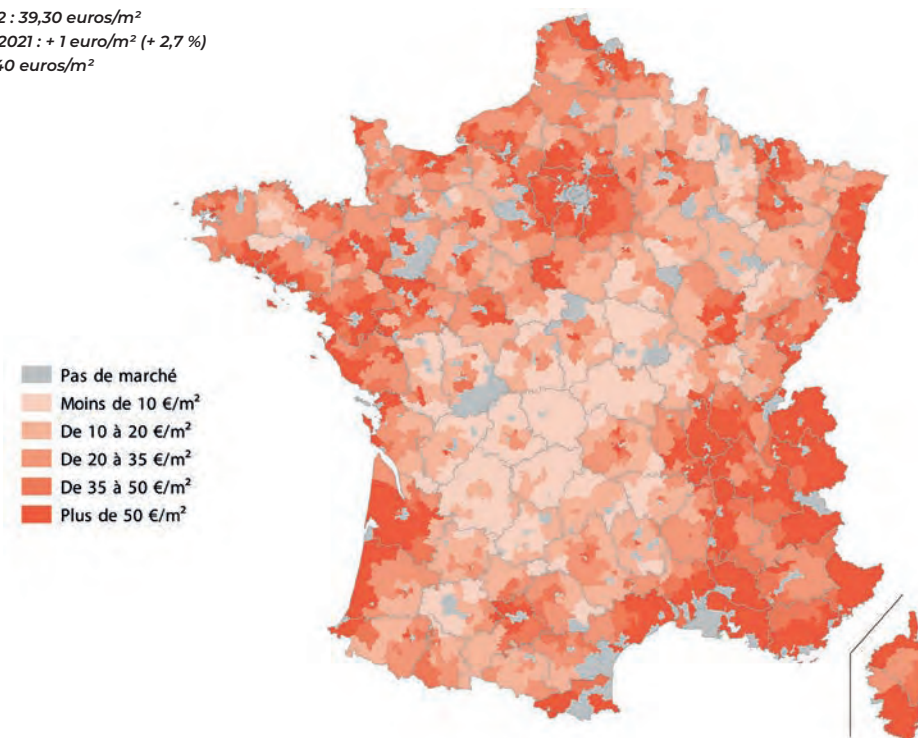 2 : 39,30 euros/m²
2021 : + 1 euro/m² (+ 2,7 %)
40 euros/m²
Pas de marché
Moins de 10 €/m²
De 10 à 20 €/m²
De 20 à 35 €/m²
De 35 à 50 €/m²
Plus de 50 €/m²